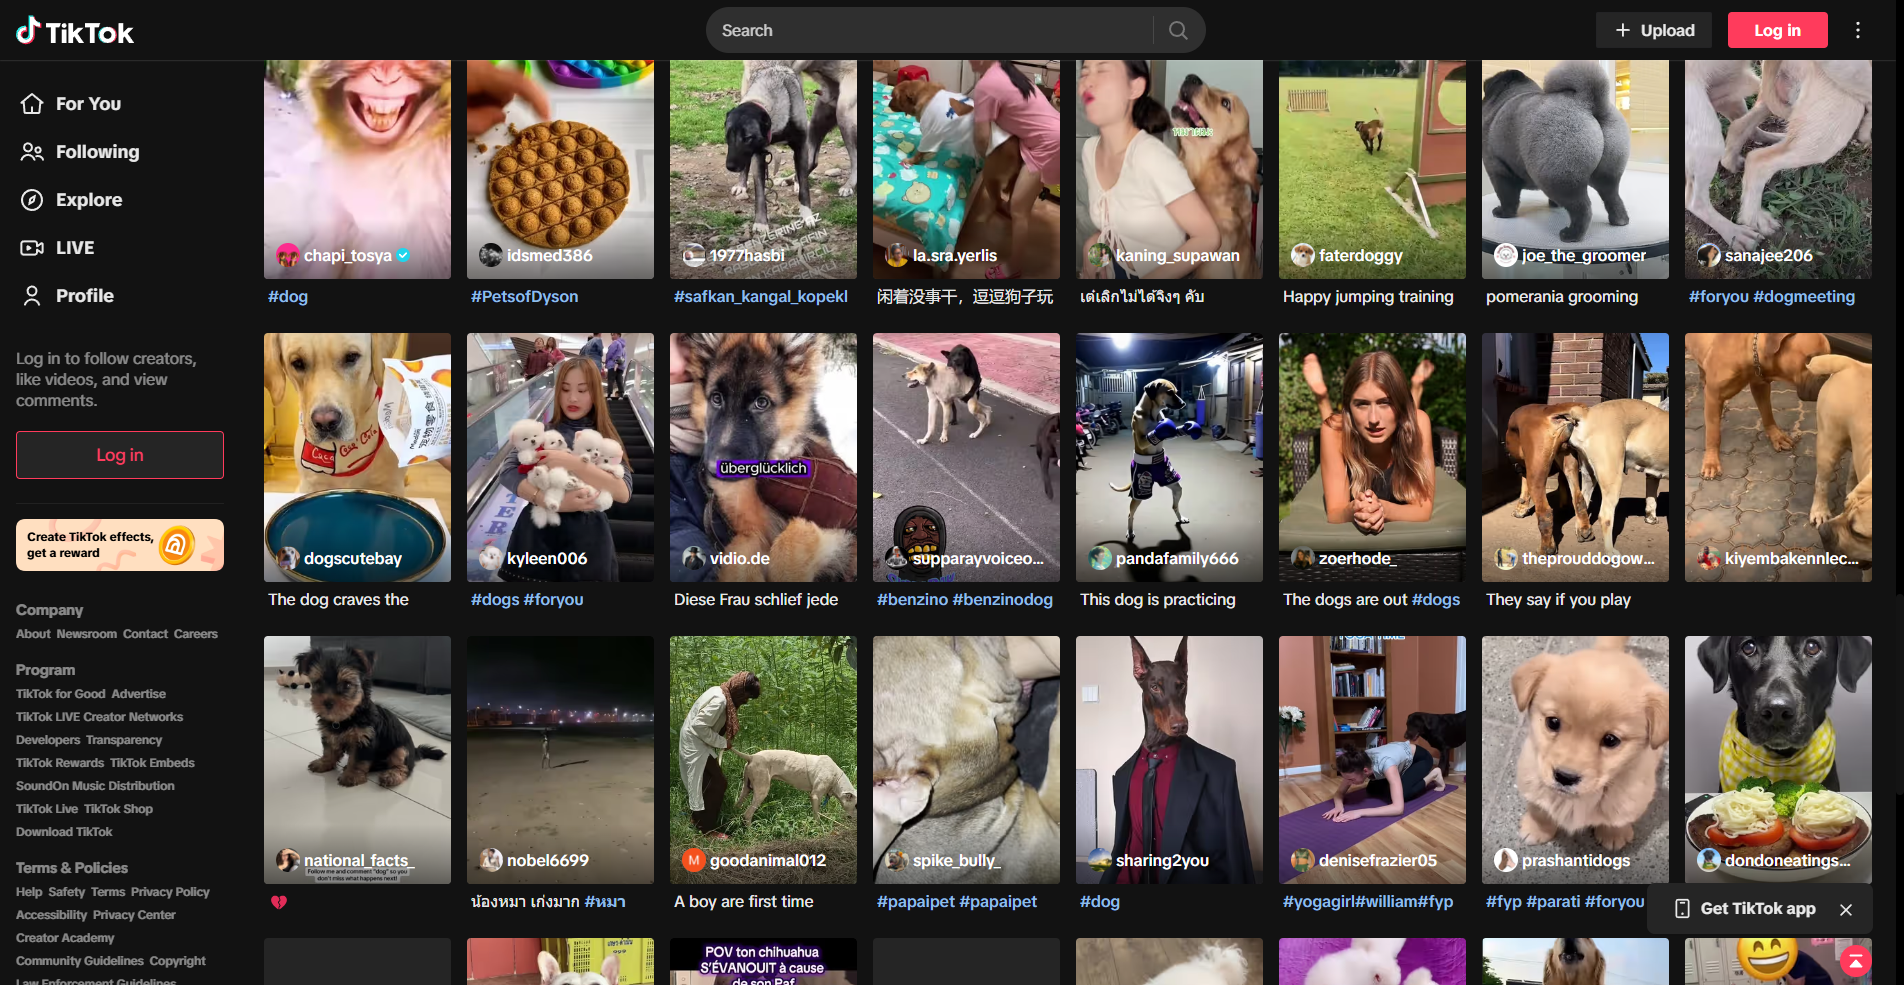 TikTok
Search
Upload
Log in
For You
Following
Explore
LIVE
Profile
Log in to follow creators,
like videos, and view
comments.
Log in
Create TikTok effects,
get a reward
Company
About Newsroom Contact Careers
Program
TikTok for Good Advertise
TikTok LIVE Creator Networks
Developers Transparency
TikTok Rewards TikTok Embeds
SoundOn Music Distribution
TikTok Live TikTok Shop
Download TikTok
Terms & Policies
Help Safety Terms Privacy Policy
Accessibility Privacy Center
Creator Academy
Community Guidelines Copyright
Law Enforcement Guidelines
chapi_tosya
#dog
idsmed386
#PetsofDyson
1977hasbi
#safkan_kangal_kopekl
la.sra.yerlis
闲着没事干，逗逗狗子玩
kaning_supawan
เต่เลิกไม่ได้จิงๆ คับ
faterdoggy
Happy jumping training
joe_the_groomer
pomerania grooming
sanajee206
#foryou #dogmeeting
Coca Cola
宠物零食
dogscutebay
The dog craves the
kyleen006
#dogs #foryou
überglücklich
vidio.de
Diese Frau schlief jede
supparayvoiceo...
#benzino #benzinodog
pandafamily666
This dog is practicing
zoerhode_
The dogs are out #dogs
theprouddogow...
They say if you play
kiyembakennlec...
national_facts_
Follow me and comment "dog" so you
don't miss what happens next!
nobel6699
น้องหมา เก่งมาก #หมา
M goodanimal012
A boy are first time
spike_bully_
#papaipet #papaipet
sharing2you
#dog
YOGA TIME
denisefrazier05
#yogagirl#william#fyp
prashantidogs
#fyp #parati #foryou
dondoneatings...
Get TikTok app
POV ton chihuahua
S'ÉVANOUIT à cause
de son Paf